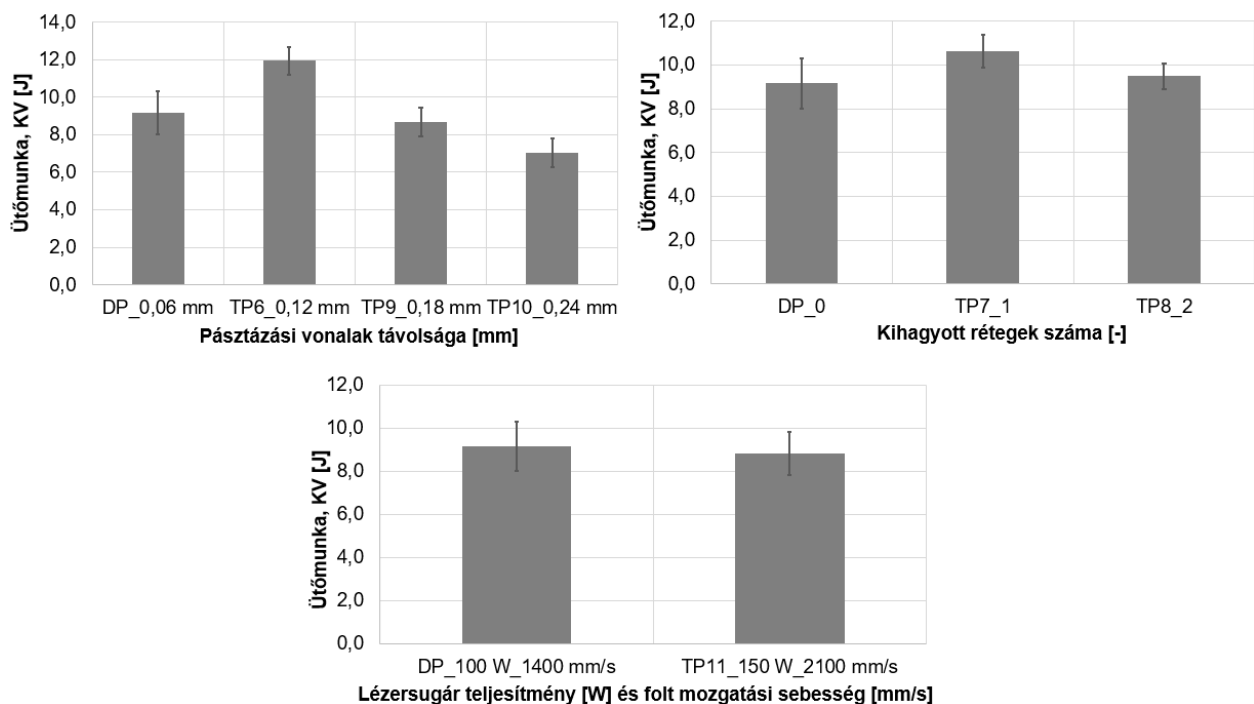 Ütőmunka, KV [J]
14,0
12,0
10,0
8,0
6,0
4,0
2,0
0,0
DP_0,06 mm TP6_0,12 mm TP9_0,18 mm TP10_0,24 mm
Pásztázási vonalak távolsága [mm]
Ütőmunka, KV [J]
12,0
10,0
8,0
6,0
4,0
2,0
0,0
DP_0 TP7_1 TP8_2
Kihagyott rétegek száma [-]
Ütőmunka, KV [J]
12,0
10,0
8,0
6,0
4,0
2,0
0,0
DP_100 W_1400 mm/s TP11_150 W_2100 mm/s
Lézersugár teljesítmény [W] és folt mozgatási sebesség [mm/s]